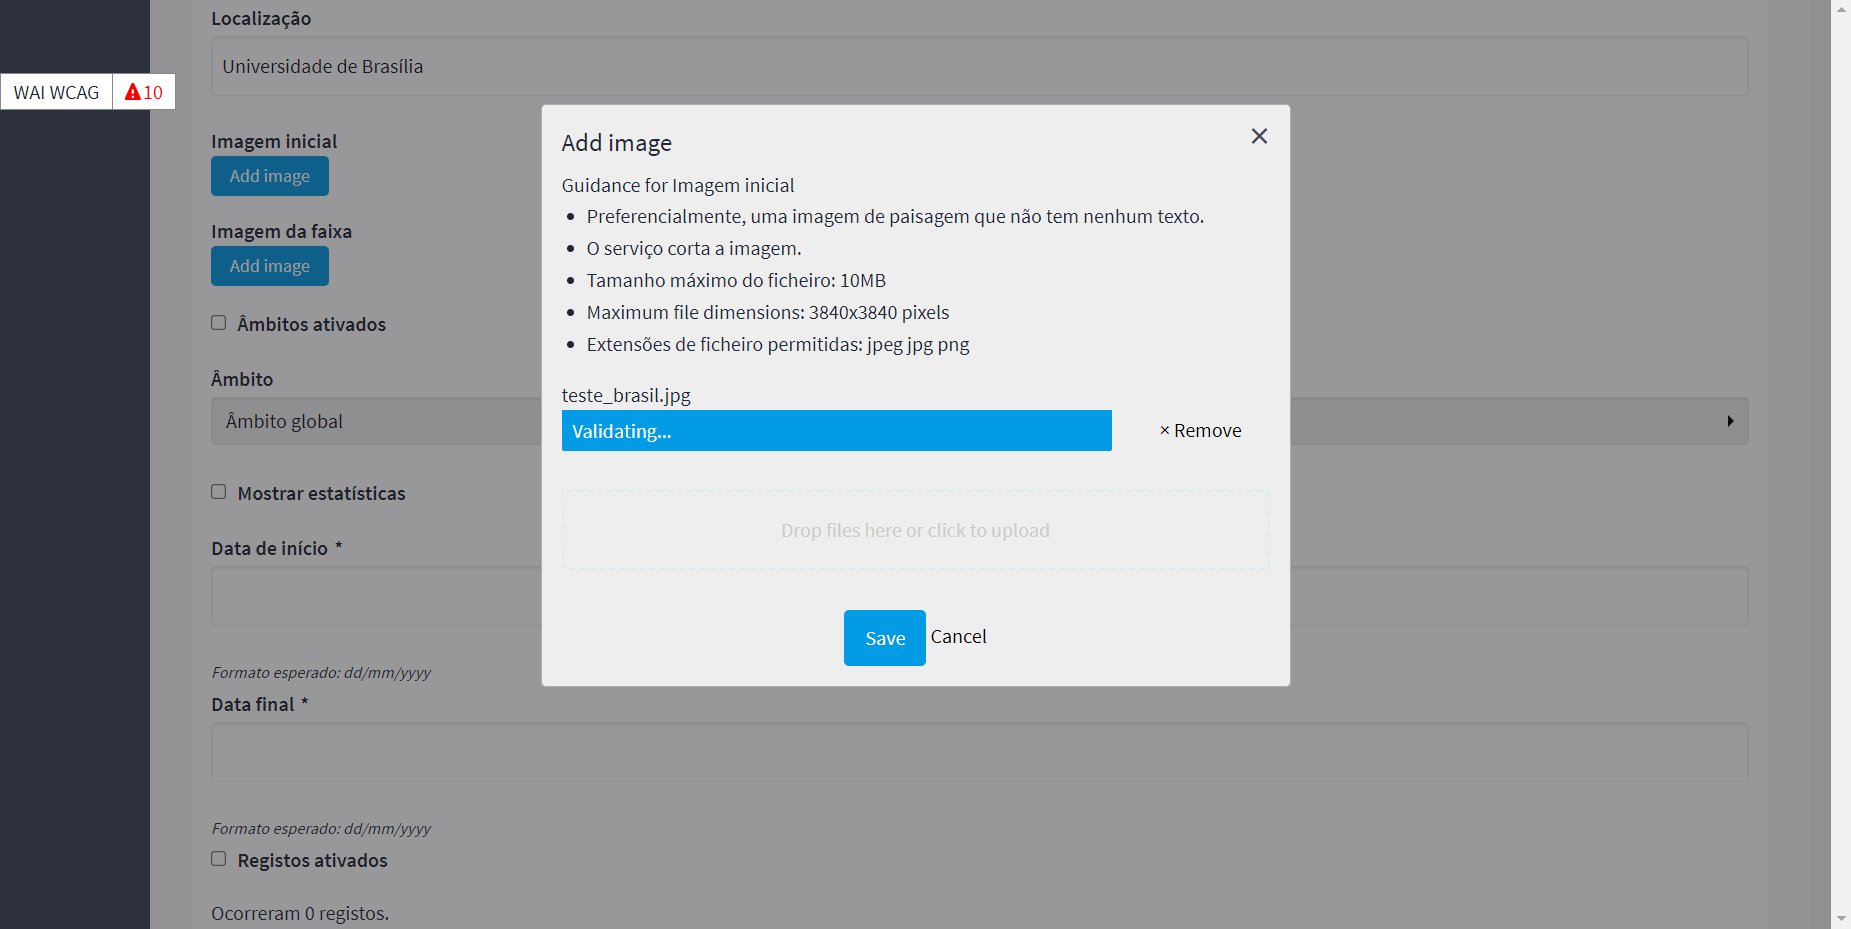 Localização
Universidade de Brasília
WAI WCAG 10
Imagem inicial
Add image
Imagem da faixa
Add image
Âmbitos ativados
Âmbito
Âmbito global
Mostrar estatísticas
Data de início *
Formato esperado: dd/mm/yyyy
Data final *
Formato esperado: dd/mm/yyyy
Registos ativados
Ocorreram 0 registos.
Add image
×
Guidance for Imagem inicial
• Preferencialmente, uma imagem de paisagem que não tem nenhum texto.
• O serviço corta a imagem.
• Tamanho máximo do ficheiro: 10MB
• Maximum file dimensions: 3840x3840 pixels
• Extensões de ficheiro permitidas: jpeg jpg png
teste_brasil.jpg
Validating...
× Remove
Drop files here or click to upload
Save Cancel